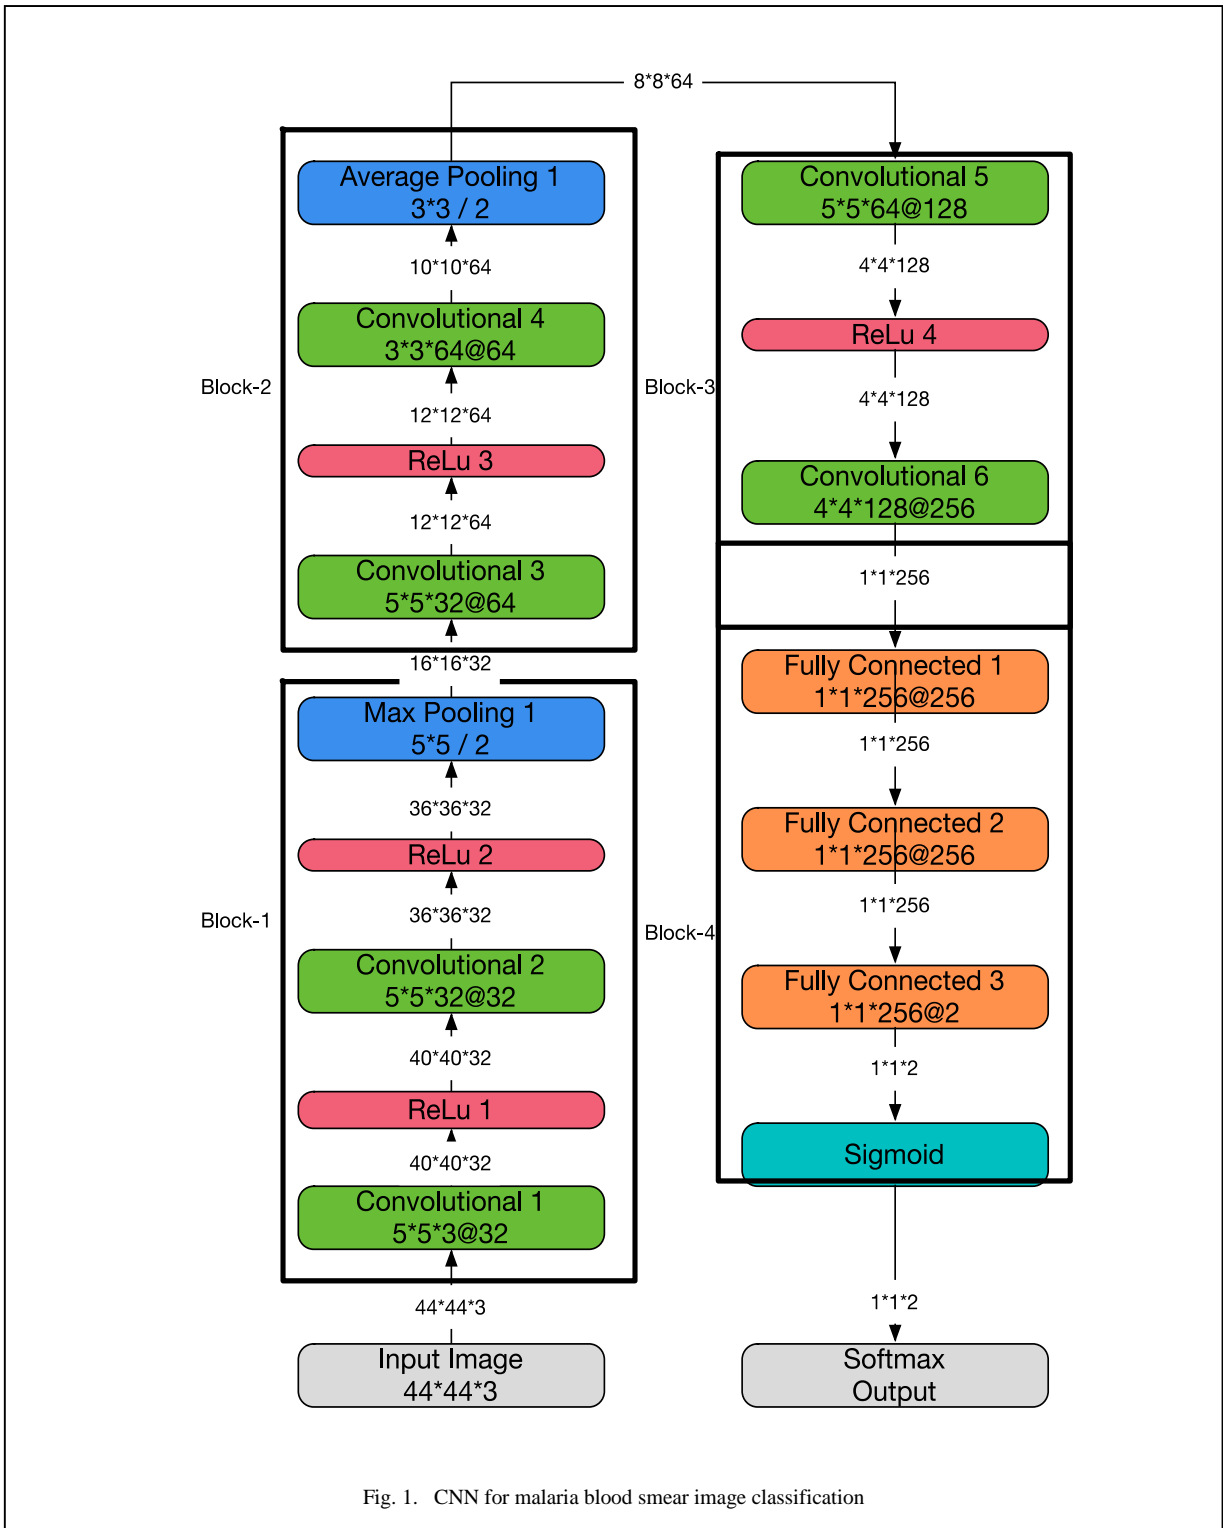 8*8*64
Average Pooling 1
3*3 / 2
10*10*64
Convolutional 4
3*3*64@64
Block-2
12*12*64
ReLu 3
12*12*64
Convolutional 3
5*5*32@64
16*16*32
Max Pooling 1
5*5 / 2
36*36*32
ReLu 2
Block-1
36*36*32
Convolutional 2
5*5*32@32
40*40*32
ReLu 1
40*40*32
Convolutional 1
5*5*3@32
44*44*3
Input Image
44*44*3
Convolutional 5
5*5*64@128
4*4*128
ReLu 4
Block-3
4*4*128
Convolutional 6
4*4*128@256
1*1*256
Fully Connected 1
1*1*256@256
1*1*256
Fully Connected 2
1*1*256@256
1*1*256
Block-4
Fully Connected 3
1*1*256@2
1*1*2
Sigmoid
1*1*2
Softmax
Output
Fig. 1. CNN for malaria blood smear image classification